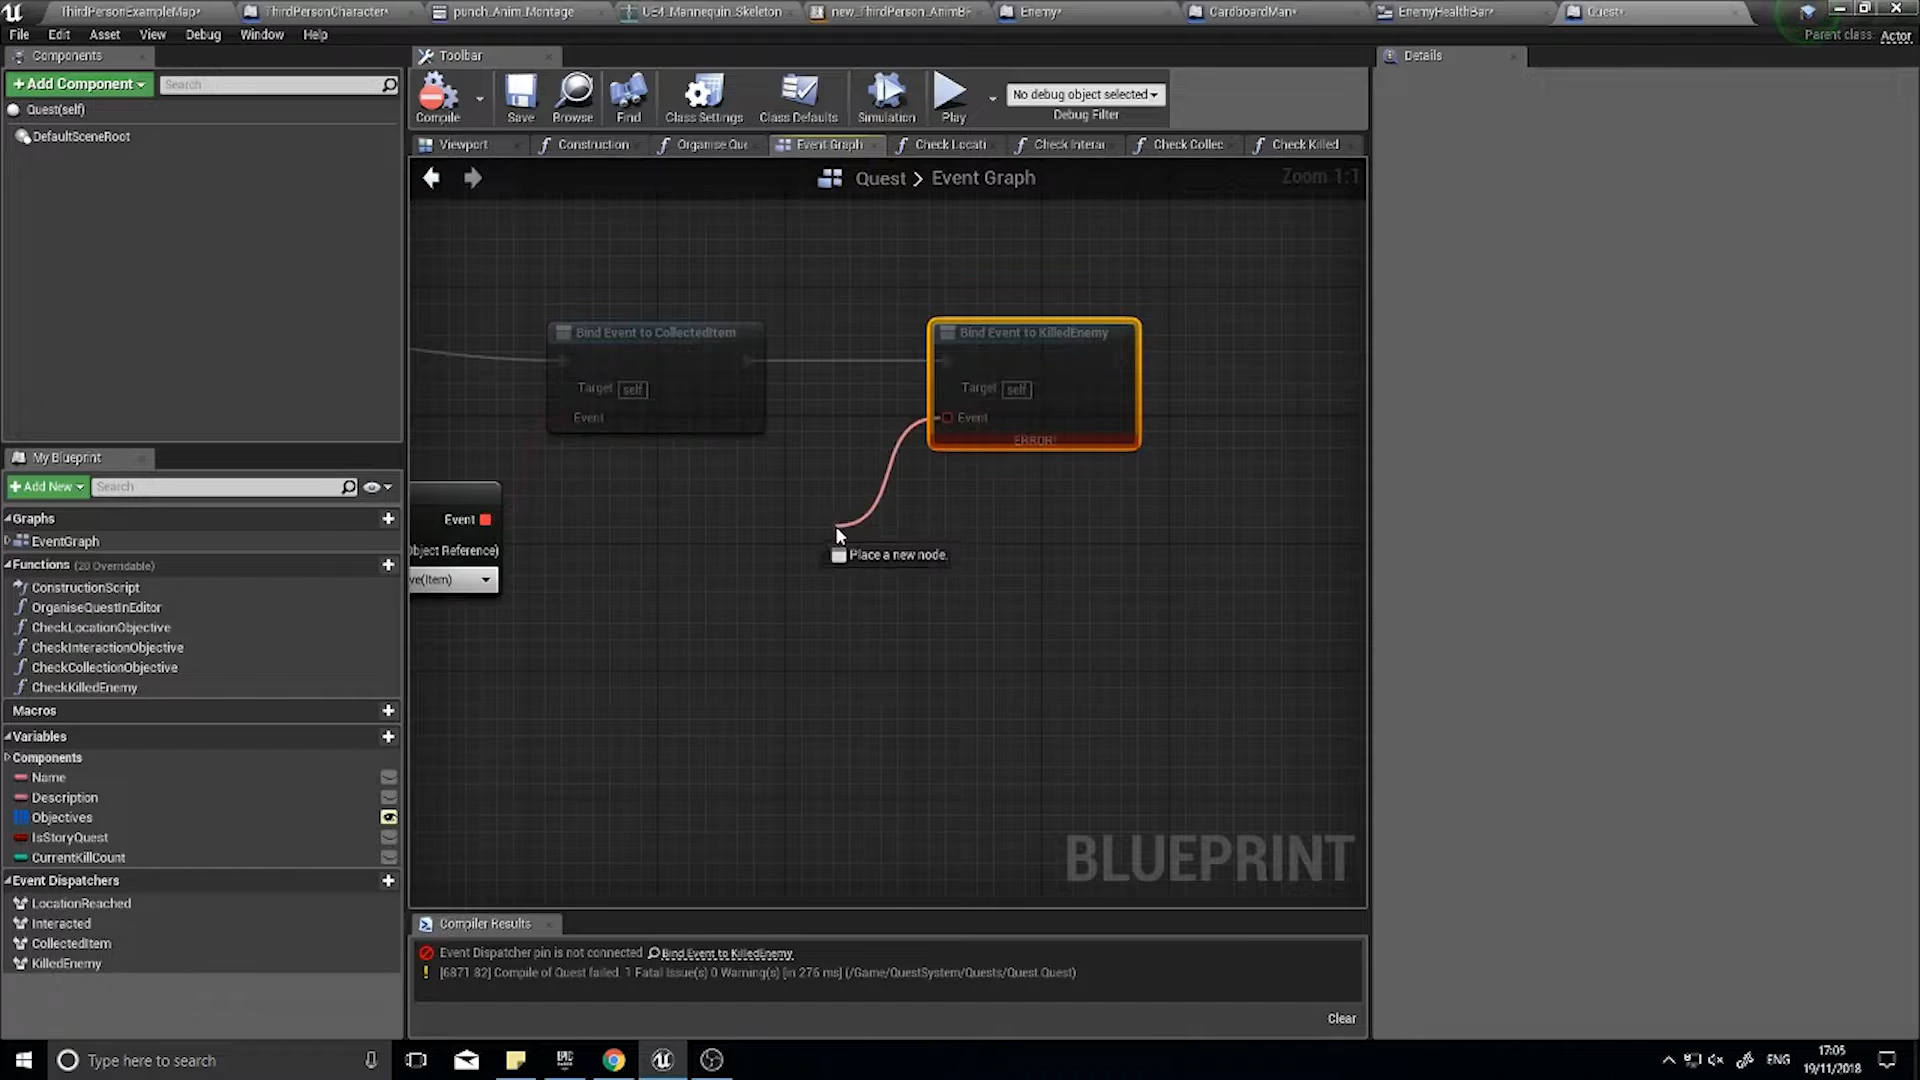 ThirdPersonExampleMap*
ThirdPersonCharacter*
punch_Anim_Montage
UE4_Mannequin_Skeleton
new_ThirdPerson_AnimBP
Enemy*
CardboardMan*
EnemyHealthBar*
Quest*
File Edit Asset View Debug Window Help
Parent class: Actor
Components
Toolbar
Details
+Add Component
Search
Quest(self)
DefaultSceneRoot
Compile
Save
Browse
Find
Class Settings
Class Defaults
Simulation
Play
No debug object selected
Debug Filter
Viewport
Construction
Organise Que
Event Graph
Check Locati
Check Interac
Check Collec
Check Killed
Quest > Event Graph
Zoom 1:1
Bind Event to CollectedItem
Target self
Event
Bind Event to KilledEnemy
Target self
Event
ERROR!
Event
Object Reference)
ve(Item)
Place a new node.
BLUEPRINT
My Blueprint
+Add New
Search
Graphs
EventGraph
Functions (20 Overridable)
ConstructionScript
OrganiseQuestInEditor
CheckLocationObjective
CheckInteractionObjective
CheckCollectionObjective
CheckKilledEnemy
Macros
Variables
Components
Name
Description
Objectives
IsStoryQuest
CurrentKillCount
Event Dispatchers
LocationReached
Interacted
CollectedItem
KilledEnemy
Compiler Results
Event Dispatcher pin is not connected Bind Event to KilledEnemy
[6871.82] Compile of Quest failed. 1 Fatal Issue(s) 0 Warning(s) [in 276 ms] (/Game/QuestSystem/Quests/Quest.Quest)
Clear
Type here to search
EPIC
ENG
17:05
19/11/2018